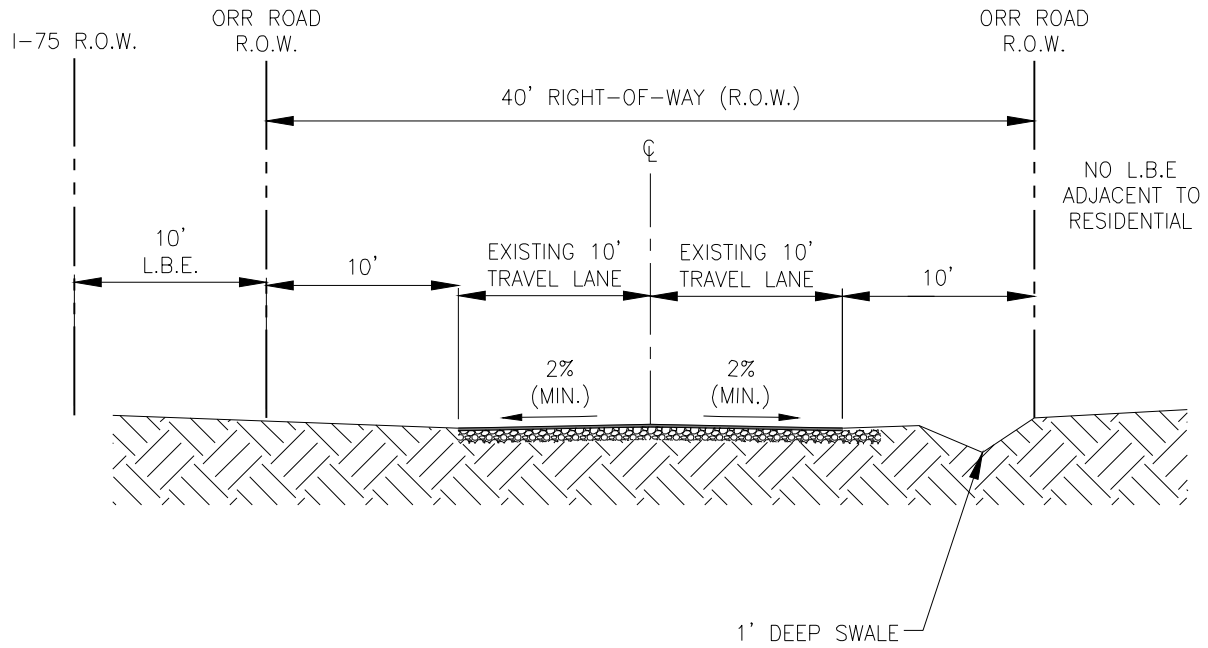 I-75 R.O.W.
ORR ROAD
R.O.W.
ORR ROAD
R.O.W.
40' RIGHT-OF-WAY (R.O.W.)
℄
NO L.B.E
ADJACENT TO
RESIDENTIAL
10'
L.B.E.
10'
EXISTING 10'
TRAVEL LANE
EXISTING 10'
TRAVEL LANE
10'
2%
(MIN.)
2%
(MIN.)
1' DEEP SWALE